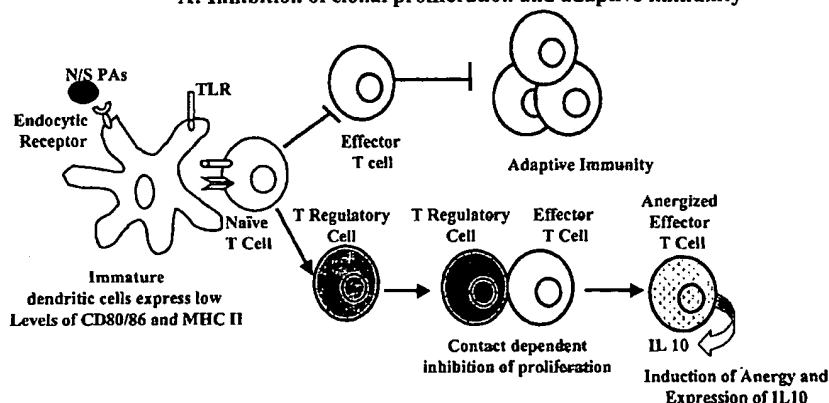 A. Inhibition of clonal proliferation and adaptive immunity
N/S PAs
TLR
Endocytic
Receptor
Effector
T cell
Adaptive Immunity
Naïve
T Cell
T Regulatory
Cell
T Regulatory
Cell
Effector
T Cell
Anergized
Effector
T Cell
Immature
dendritic cells express low
Levels of CD80/86 and MHC II
Contact dependent
inhibition of proliferation
IL 10
Induction of Anergy and
Expression of IL10